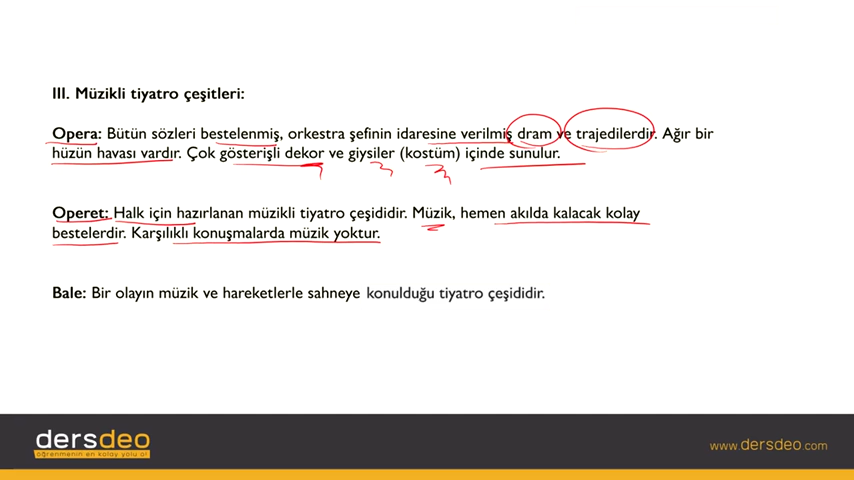 III. Müzikli tiyatro çeşitleri:
Opera: Bütün sözleri bestelenmiş, orkestra şefinin idaresine verilmiş dram ve trajedilerdir. Ağır bir
hüzün havası vardır. Çok gösterişli dekor ve giysiler (kostüm) içinde sunulur.
Operet: Halk için hazırlanan müzikli tiyatro çeşididir. Müzik, hemen akılda kalacak kolay
bestelerdir. Karşılıklı konuşmalarda müzik yoktur.
Bale: Bir olayın müzik ve hareketlerle sahneye konulduğu tiyatro çeşididir.
dersdeo
öğrenmenin en kolay yolu bu!
www.dersdeo.com